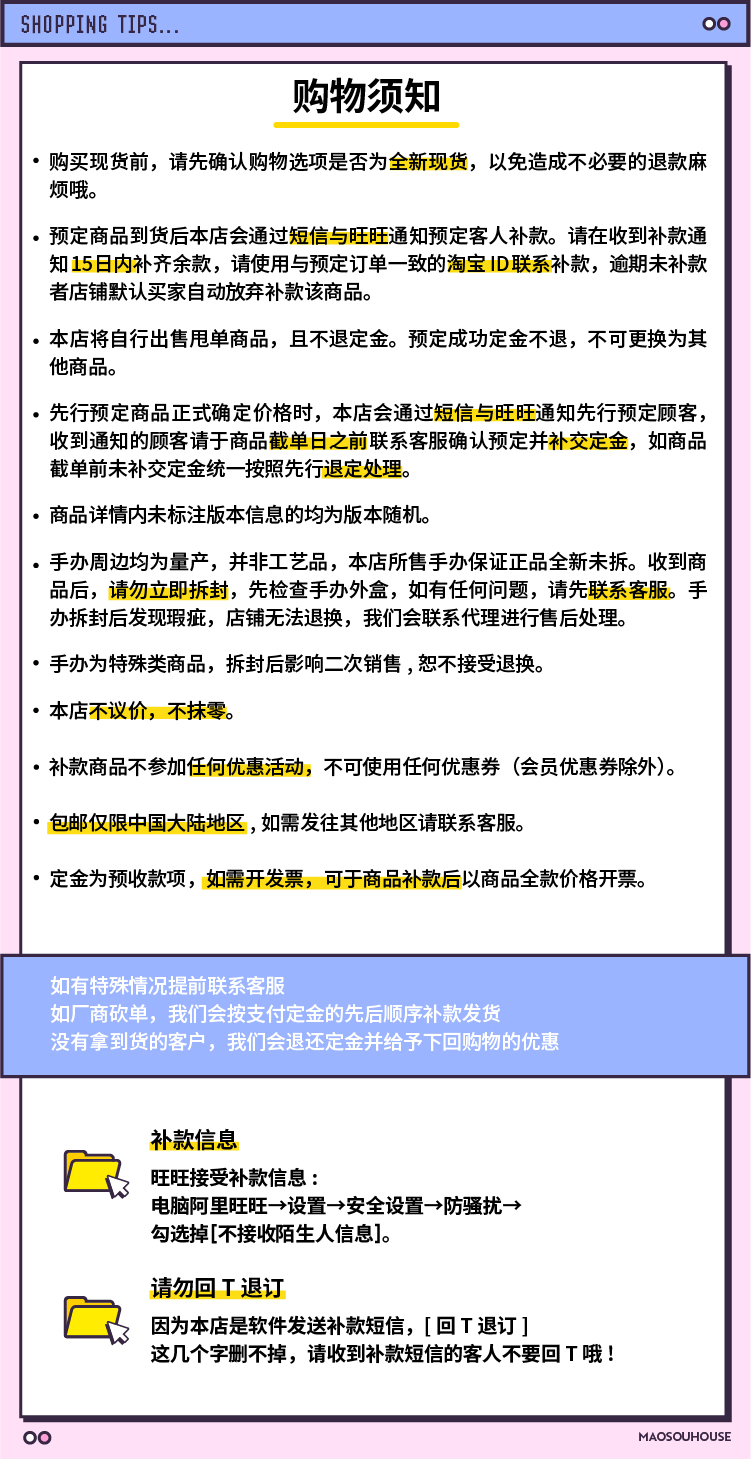 SHOPPING TIPS...
购物须知
• 购买现货前，请先确认购物选项是否为全新现货，以免造成不必要的退款麻
烦哦。
• 预定商品到货后本店会通过短信与旺旺通知预定客人补款。请在收到补款通
知15日内补齐余款，请使用与预定订单一致的淘宝ID联系补款，逾期未补款
者店铺默认买家自动放弃补款该商品。
• 本店将自行出售甩单商品，且不退定金。预定成功定金不退，不可更换为其
他商品。
• 先行预定商品正式确定价格时，本店会通过短信与旺旺通知先行预定顾客，
收到通知的顾客请于商品截单日之前联系客服确认预定并补交定金，如商品
截单前未补交定金统一按照先行退定处理。
• 商品详情内未标注版本信息的均为版本随机。
• 手办周边均为量产，并非工艺品，本店所售手办保证正品全新未拆。收到商
品后，请勿立即拆封，先检查手办外盒，如有任何问题，请先联系客服。手
办拆封后发现瑕疵，店铺无法退换，我们会联系代理进行售后处理。
• 手办为特殊类商品，拆封后影响二次销售 , 恕不接受退换。
• 本店不议价，不抹零。
• 补款商品不参加任何优惠活动，不可使用任何优惠券（会员优惠券除外）。
• 包邮仅限中国大陆地区 , 如需发往其他地区请联系客服。
• 定金为预收款项，如需开发票，可于商品补款后以商品全款价格开票。
如有特殊情况提前联系客服
如厂商砍单，我们会按支付定金的先后顺序补款发货
没有拿到货的客户，我们会退还定金并给予下回购物的优惠
补款信息
旺旺接受补款信息 :
电脑阿里旺旺→设置→安全设置→防骚扰→
勾选掉[不接收陌生人信息]。
请勿回 T 退订
因为本店是软件发送补款短信，[ 回 T 退订 ]
这几个字删不掉，请收到补款短信的客人不要回 T 哦 !
MAOSOUHOUSE